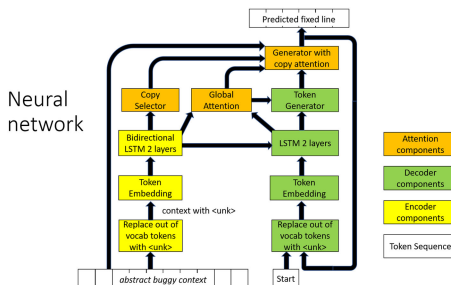 Predicted fixed line
Generator with
copy attention
Copy
Selector
Global
Attention
Token
Generator
Neural
network
Bidirectional
LSTM 2 layers
LSTM 2 layers
Attention
components
Token
Embedding
Token
Embedding
Decoder
components
context with <unk>
Replace out of
vocab tokens
with <unk>
Replace out of
vocab tokens
with <unk>
Encoder
components
Token Sequence
abstract buggy context
Start